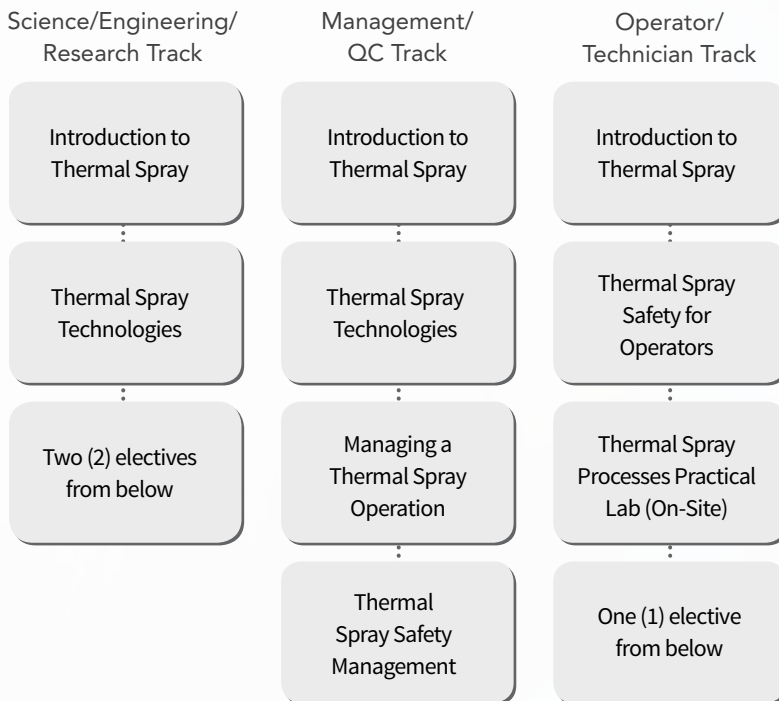 Science/Engineering/
Research Track
Introduction to
Thermal Spray
Thermal Spray
Technologies
Two (2) electives
from below
Management/
QC Track
Introduction to
Thermal Spray
Thermal Spray
Technologies
Managing a
Thermal Spray
Operation
Thermal
Spray Safety
Management
Operator/
Technician Track
Introduction to
Thermal Spray
Thermal Spray
Safety for
Operators
Thermal Spray
Processes Practical
Lab (On-Site)
One (1) elective
from below